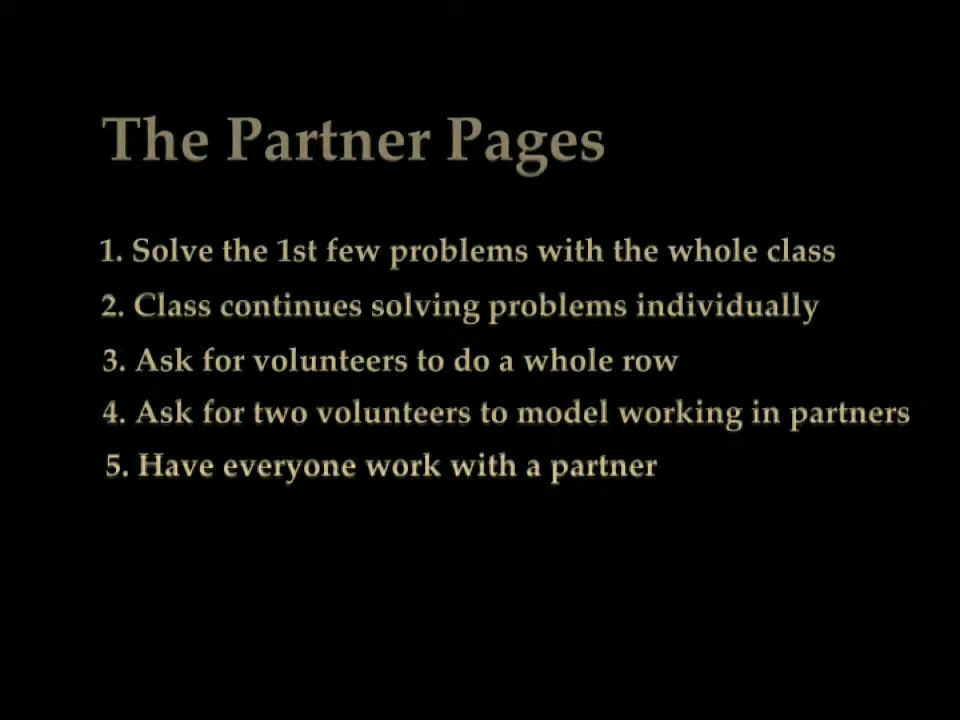 The Partner Pages
1. Solve the 1st few problems with the whole class
2. Class continues solving problems individually
3. Ask for volunteers to do a whole row
4. Ask for two volunteers to model working in partners
5. Have everyone work with a partner